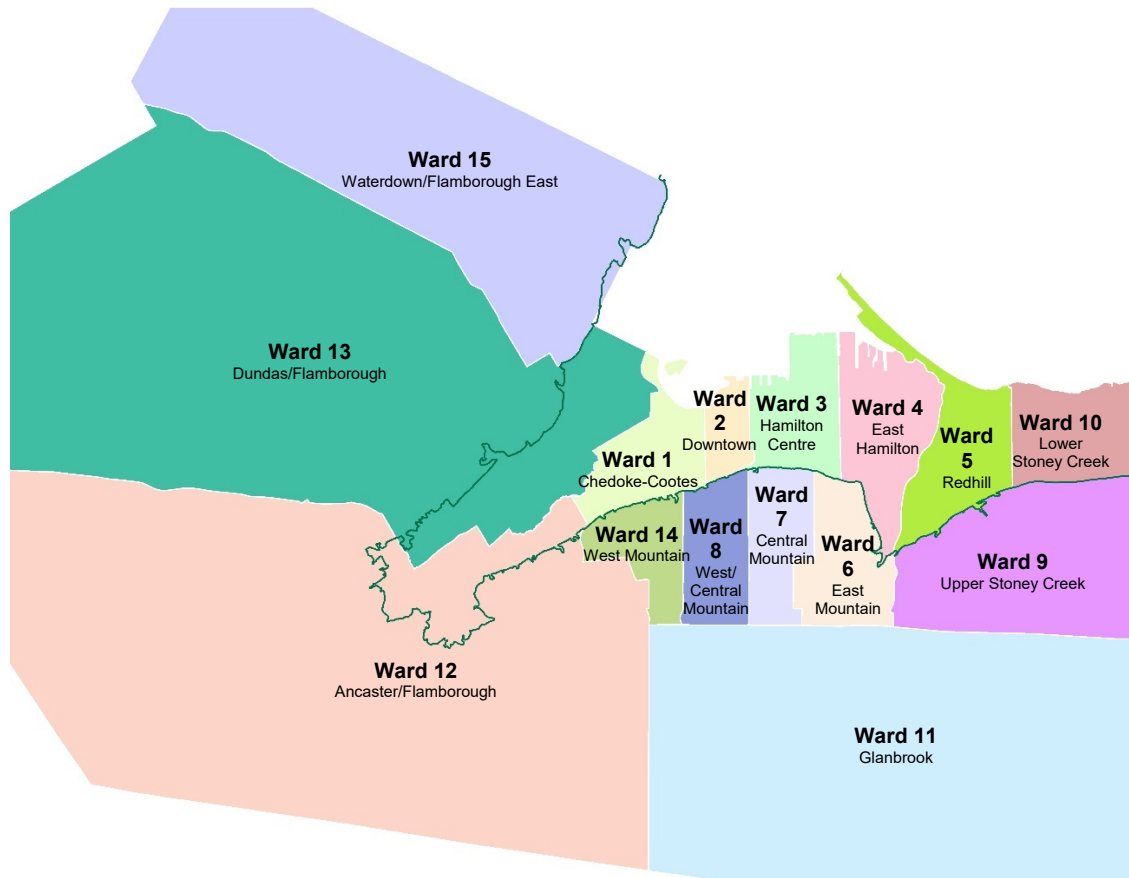 Ward 15
Waterdown/Flamborough East
Ward 13
Dundas/Flamborough
Ward 1
Chedoke-Cootes
Ward
2
Downtown
Ward 3
Hamilton
Centre
Ward 4
East
Hamilton
Ward
5
Redhill
Ward 10
Lower
Stoney Creek
Ward 14
West Mountain
Ward
8
West/
Central
Mountain
Ward
7
Central
Mountain
Ward
6
East
Mountain
Ward 9
Upper Stoney Creek
Ward 12
Ancaster/Flamborough
Ward 11
Glanbrook